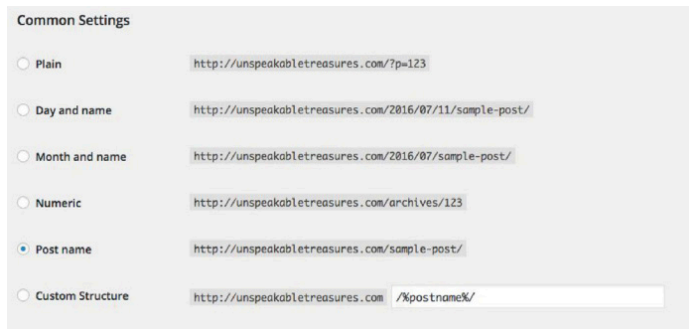 Common Settings
Plain http://unspeakabletreasures.com/?p=123
Day and name http://unspeakabletreasures.com/2016/07/11/sample-post/
Month and name http://unspeakabletreasures.com/2016/07/sample-post/
Numeric http://unspeakabletreasures.com/archives/123
Post name http://unspeakabletreasures.com/sample-post/
Custom Structure http://unspeakabletreasures.com /%postname%/